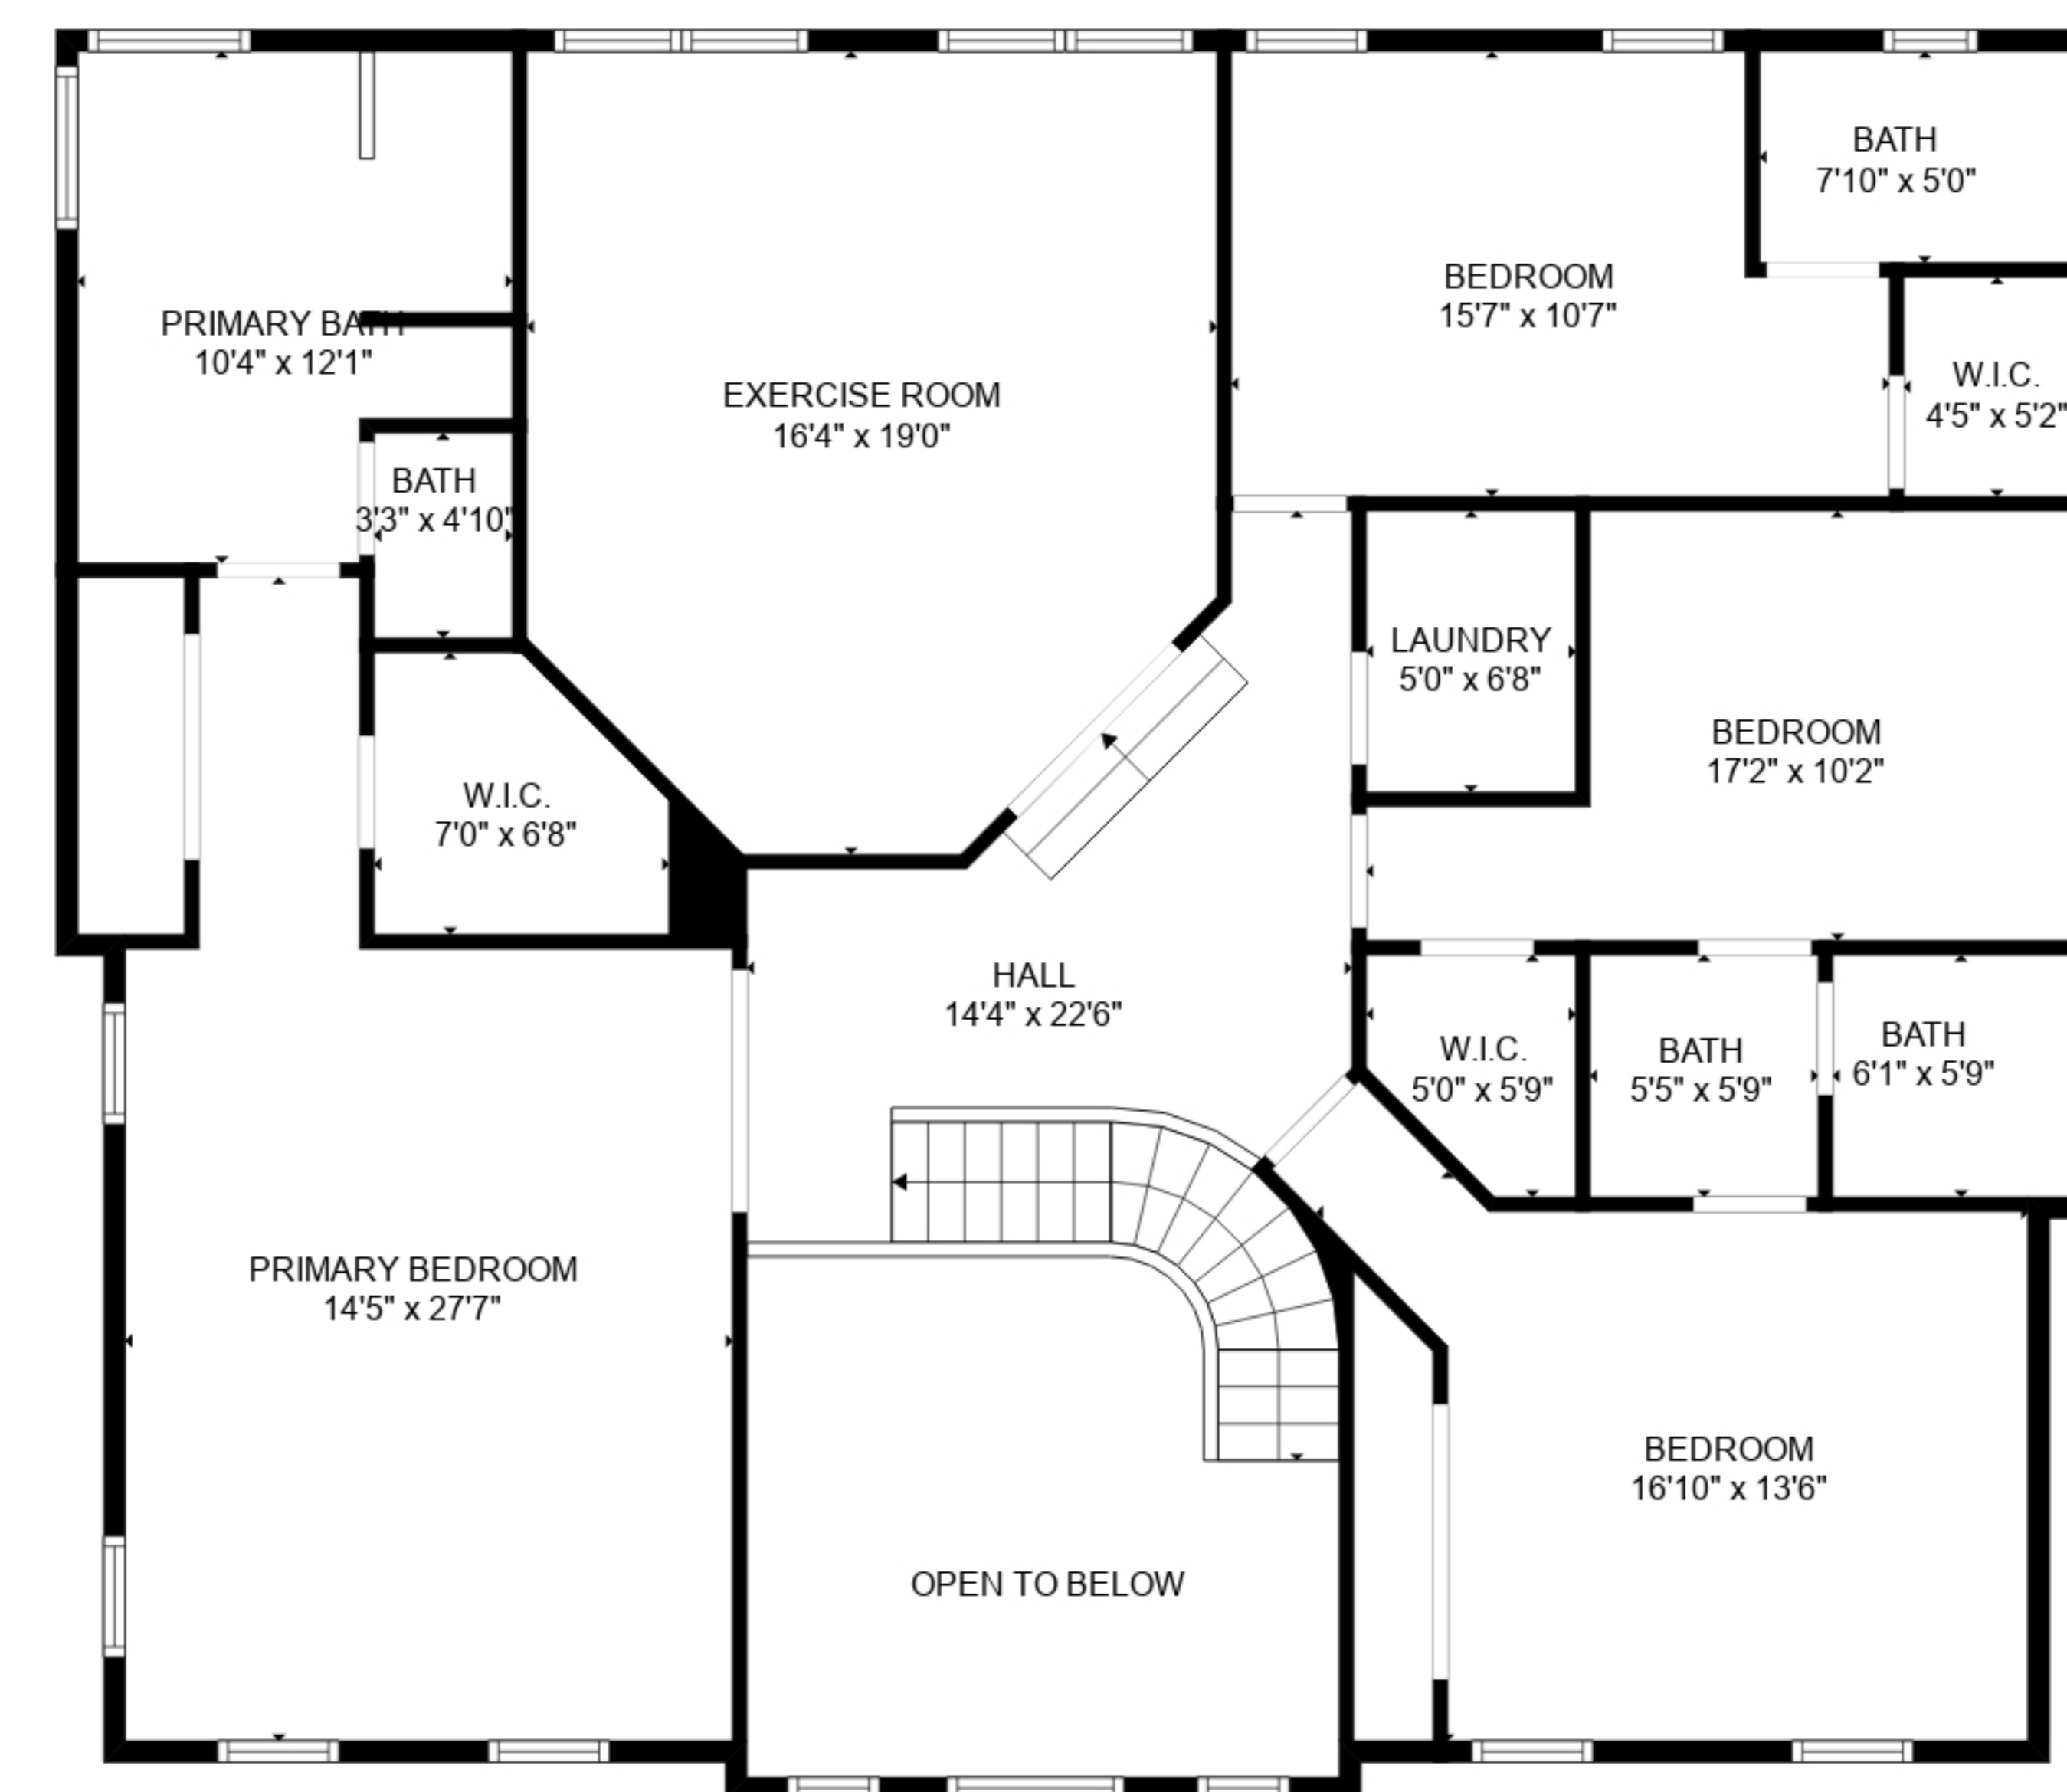 BATH
7'10" x 5'0"
BEDROOM
15'7" x 10'7"
PRIMARY BATH
10'4" x 12'1"
EXERCISE ROOM
16'4" x 19'0"
W.I.C.
4'5" x 5'2"
BATH
3'3" x 4'10"
LAUNDRY
5'0" x 6'8"
BEDROOM
17'2" x 10'2"
W.I.C.
7'0" x 6'8"
HALL
14'4" x 22'6"
W.I.C.
5'0" x 5'9"
BATH
5'5" x 5'9"
BATH
6'1" x 5'9"
PRIMARY BEDROOM
14'5" x 27'7"
BEDROOM
16'10" x 13'6"
OPEN TO BELOW